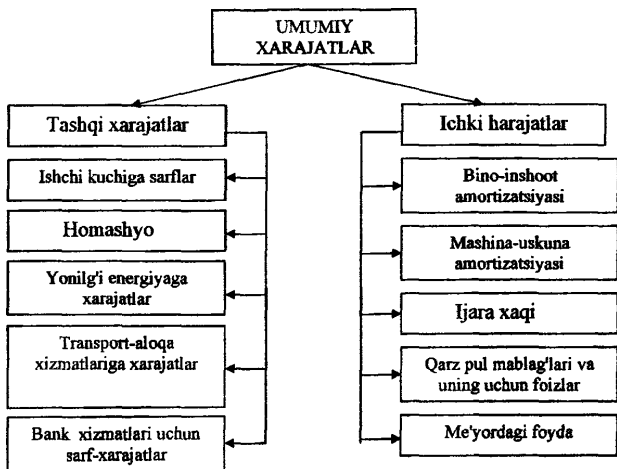 UMUMIY
XARAJATLAR
Tashqi xarajatlar
Ishchi kuchiga sarflar
Homashyo
Yonilg'i energiyaga
xarajatlar
Transport-aloqa
xizmatlariga xarajatlar
Bank xizmatlari uchun
sarf-xarajatlar
Ichki harajatlar
Bino-inshoot
amortizatsiyasi
Mashina-uskuna
amortizatsiyasi
Ijara xaqi
Qarz pul mablag'lari va
uning uchun foizlar
Me'yordagi foyda